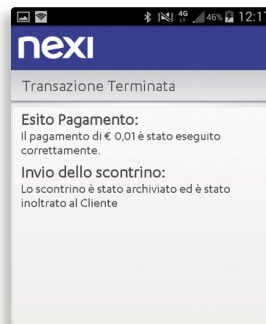 4G 46% 12:17
nexi
Transazione Terminata
Esito Pagamento:
Il pagamento di € 0,01 è stato eseguito
correttamente.
Invio dello scontrino:
Lo scontrino è stato archiviato ed è stato
inoltrato al Cliente